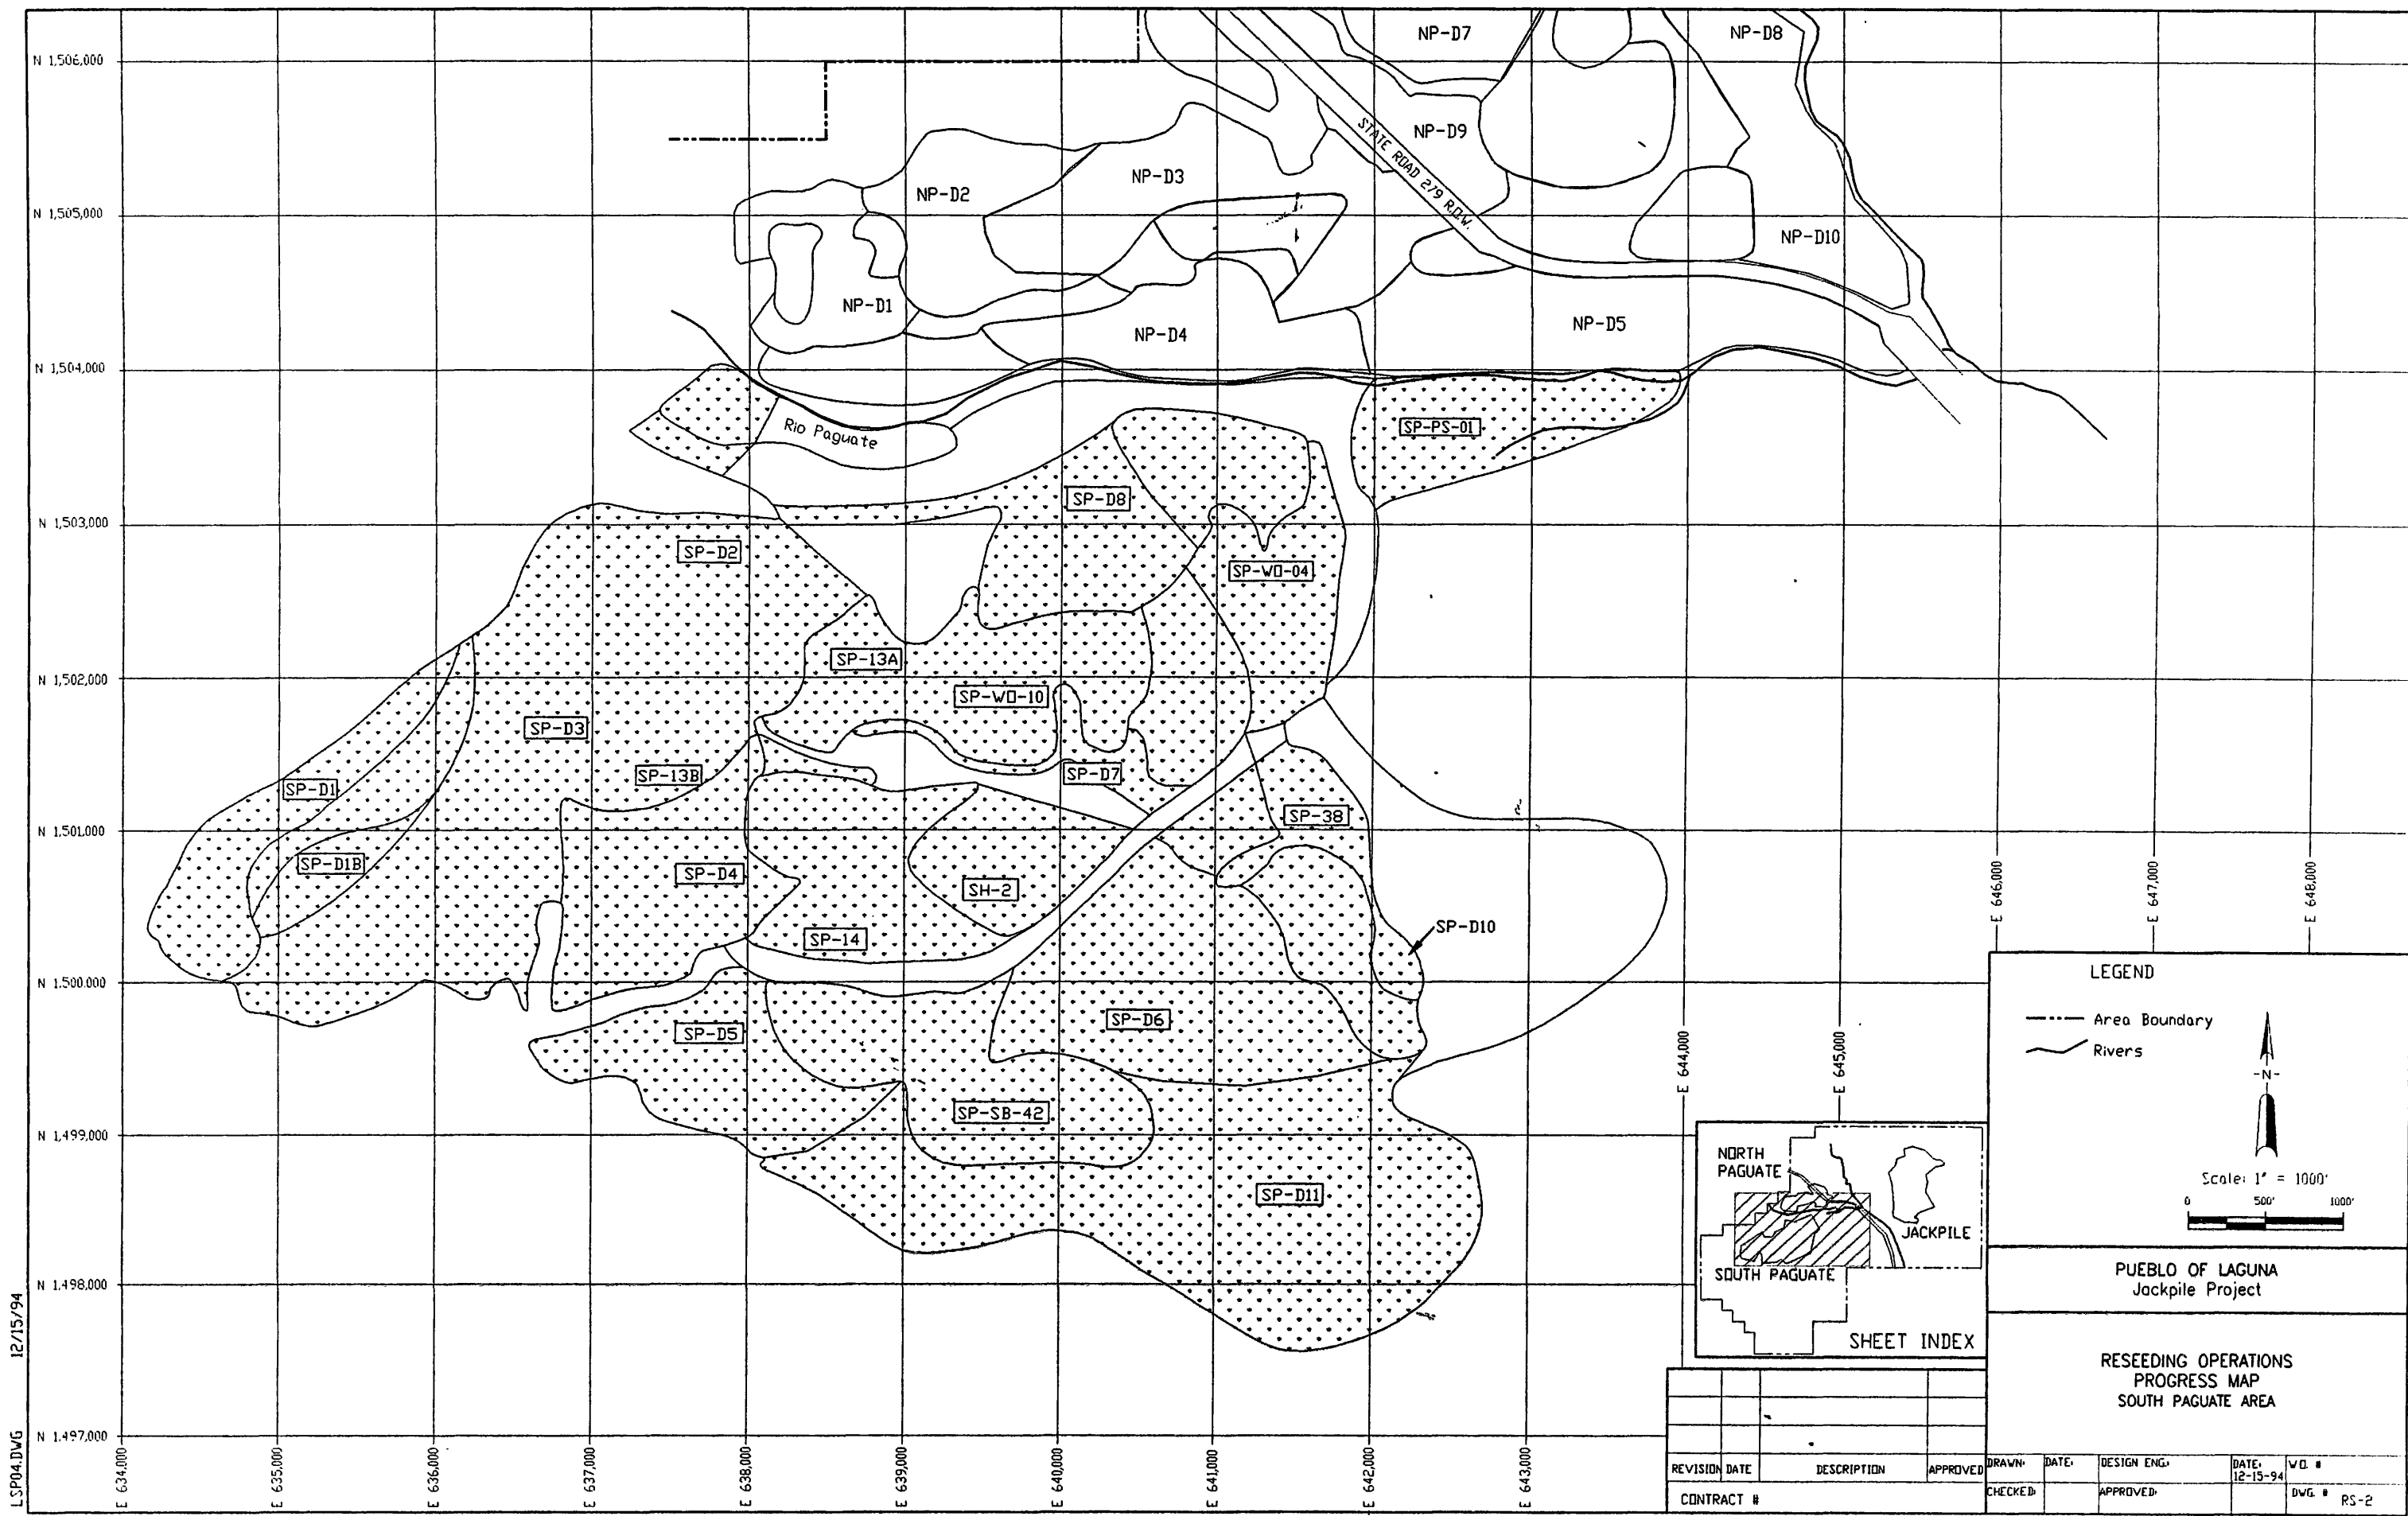 NP-D7
NP-D8
N 1,506,000
NP-D9
STATE ROAD 279 R.O.W.
NP-D3
NP-D2
N 1,505,000
NP-D10
NP-D1
NP-D5
NP-D4
N 1,504,000
Rio Paguate
SP-PS-01
SP-D8
N 1,503,000
SP-D2
SP-WO-04
SP-13A
N 1,502,000
SP-WO-10
SP-D3
SP-13B
SP-D7
SP-D1
SP-38
N 1,501,000
SP-D1B
SP-D4
SH-2
SP-D10
SP-14
N 1,500,000
SP-D6
SP-D5
SP-SB-42
N 1,499,000
SP-D11
N 1,498,000
N 1,497,000
E 634,000
E 635,000
E 636,000
E 637,000
E 638,000
E 639,000
E 640,000
E 641,000
E 642,000
E 643,000
E 644,000
E 645,000
E 646,000
E 647,000
E 648,000
LSP04.DWG 12/15/94
LEGEND
Area Boundary
Rivers
-N-
Scale: 1" = 1000'
0 500' 1000'
NORTH
PAGUATE
JACKPILE
SOUTH PAGUATE
SHEET INDEX
PUEBLO OF LAGUNA
Jackpile Project
RESEEDING OPERATIONS
PROGRESS MAP
SOUTH PAGUATE AREA
REVISION DATE DESCRIPTION APPROVED
CONTRACT #
DRAWN: DATE: DESIGN ENG.: DATE: 12-15-94 W.O. #
CHECKED: APPROVED: DWG. # RS-2